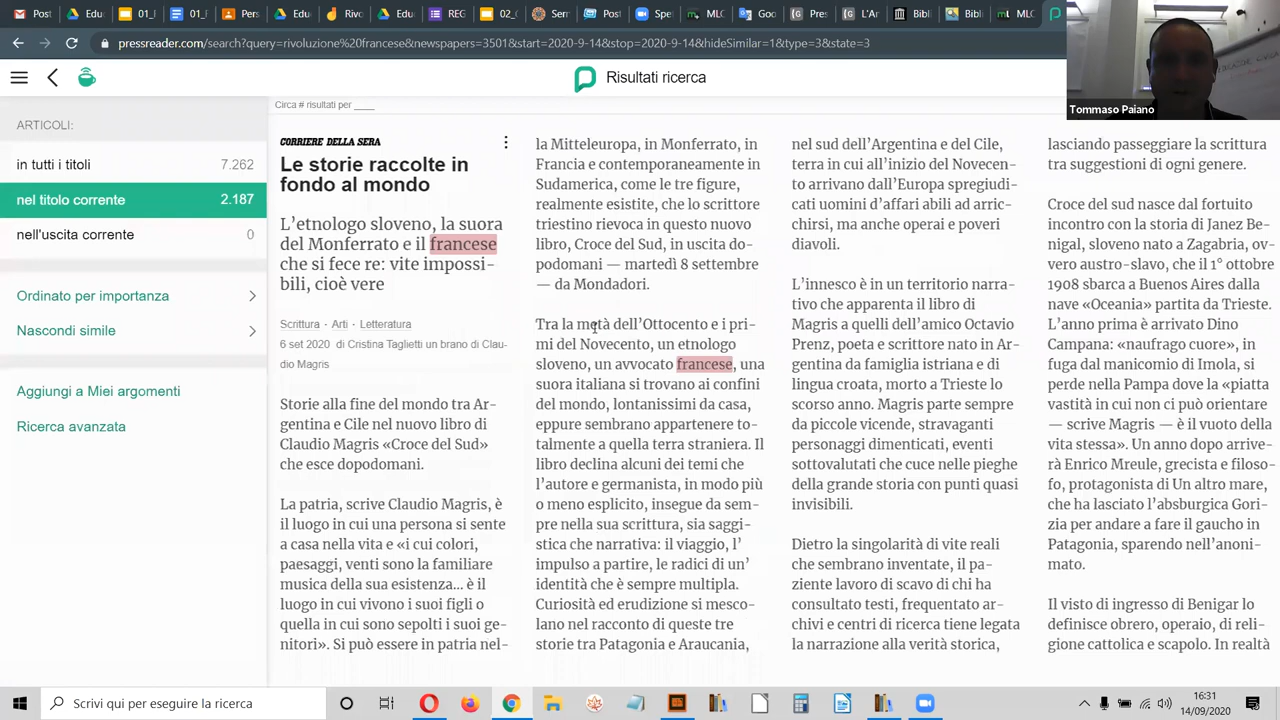 Post
01
(1)
Pers
Goo
02_
Spe
MLC
Goo
Pre
L'Ar
Bibl
Bibl
MLC
P
pressreader.com/search?query=rivoluzione%20francese&newspapers=3501&start=2020-9-14&stop=2020-9-14&hideSimilar=1&type=3&state=3
Tommaso Paiano
Risultati ricerca
ARTICOLI:
in tutti i titoli 7.262
nel titolo corrente 2.187
nell'uscita corrente 0
Ordinato per importanza
Nascondi simile
Aggiungi a Miei argomenti
Ricerca avanzata
Circa # risultati per ____
CORRIERE DELLA SERA
Le storie raccolte in
fondo al mondo
L'etnologo sloveno, la suora
del Monferrato e il francese
che si fece re: vite impossi-
bili, cioè vere
Scrittura · Arti · Letteratura
6 set 2020 di Cristina Taglietti un brano di Clau-
dio Magris
Storie alla fine del mondo tra Ar-
gentina e Cile nel nuovo libro di
Claudio Magris «Croce del Sud»
che esce dopodomani.
La patria, scrive Claudio Magris, è
il luogo in cui una persona si sente
a casa nella vita e «i cui colori,
paesaggi, venti sono la familiare
musica della sua esistenza... è il
luogo in cui vivono i suoi figli o
quella in cui sono sepolti i suoi ge-
nitori». Si può essere in patria nel-
la Mitteleuropa, in Monferrato, in
Francia e contemporaneamente in
Sudamerica, come le tre figure,
realmente esistite, che lo scrittore
triestino rievoca in questo nuovo
libro, Croce del Sud, in uscita do-
podomani — martedì 8 settembre
— da Mondadori.
Tra la metà dell'Ottocento e i pri-
mi del Novecento, un etnologo
sloveno, un avvocato francese, una
suora italiana si trovano ai confini
del mondo, lontanissimi da casa,
eppure sembrano appartenere to-
talmente a quella terra straniera. Il
libro declina alcuni dei temi che
l'autore e germanista, in modo più
o meno esplicito, insegue da sem-
pre nella sua scrittura, sia saggi-
stica che narrativa: il viaggio, l'
impulso a partire, le radici di un'
identità che è sempre multipla.
Curiosità ed erudizione si mesco-
lano nel racconto di queste tre
storie tra Patagonia e Araucania,
nel sud dell'Argentina e del Cile,
terra in cui all'inizio del Novecen-
to arrivano dall'Europa spregiudi-
cati uomini d'affari abili ad arric-
chirsi, ma anche operai e poveri
diavoli.
L'innesco è in un territorio narra-
tivo che apparenta il libro di
Magris a quelli dell'amico Octavio
Prenz, poeta e scrittore nato in Ar-
gentina da famiglia istriana e di
lingua croata, morto a Trieste lo
scorso anno. Magris parte sempre
da piccole vicende, stravaganti
personaggi dimenticati, eventi
sottovalutati che cuce nelle pieghe
della grande storia con punti quasi
invisibili.
Dietro la singolarità di vite reali
che sembrano inventate, il pa-
ziente lavoro di scavo di chi ha
consultato testi, frequentato ar-
chivi e centri di ricerca tiene legata
la narrazione alla verità storica,
lasciando passeggiare la scrittura
tra suggestioni di ogni genere.
Croce del sud nasce dal fortuito
incontro con la storia di Janez Be-
nigal, sloveno nato a Zagabria, ov-
vero austro-slavo, che il 1° ottobre
1908 sbarca a Buenos Aires dalla
nave «Oceania» partita da Trieste.
L'anno prima è arrivato Dino
Campana: «naufrago cuore», in
fuga dal manicomio di Imola, si
perde nella Pampa dove la «piatta
vastità in cui non ci può orientare
— scrive Magris — è il vuoto della
vita stessa». Un anno dopo arrive-
rà Enrico Mreule, grecista e filoso-
fo, protagonista di Un altro mare,
che ha lasciato l'absburgica Gori-
zia per andare a fare il gaucho in
Patagonia, sparendo nell'anoni-
mato.
Il visto di ingresso di Benigar lo
definisce obrero, operaio, di reli-
gione cattolica e scapolo. In realtà
Scrivi qui per eseguire la ricerca
16:31
14/09/2020